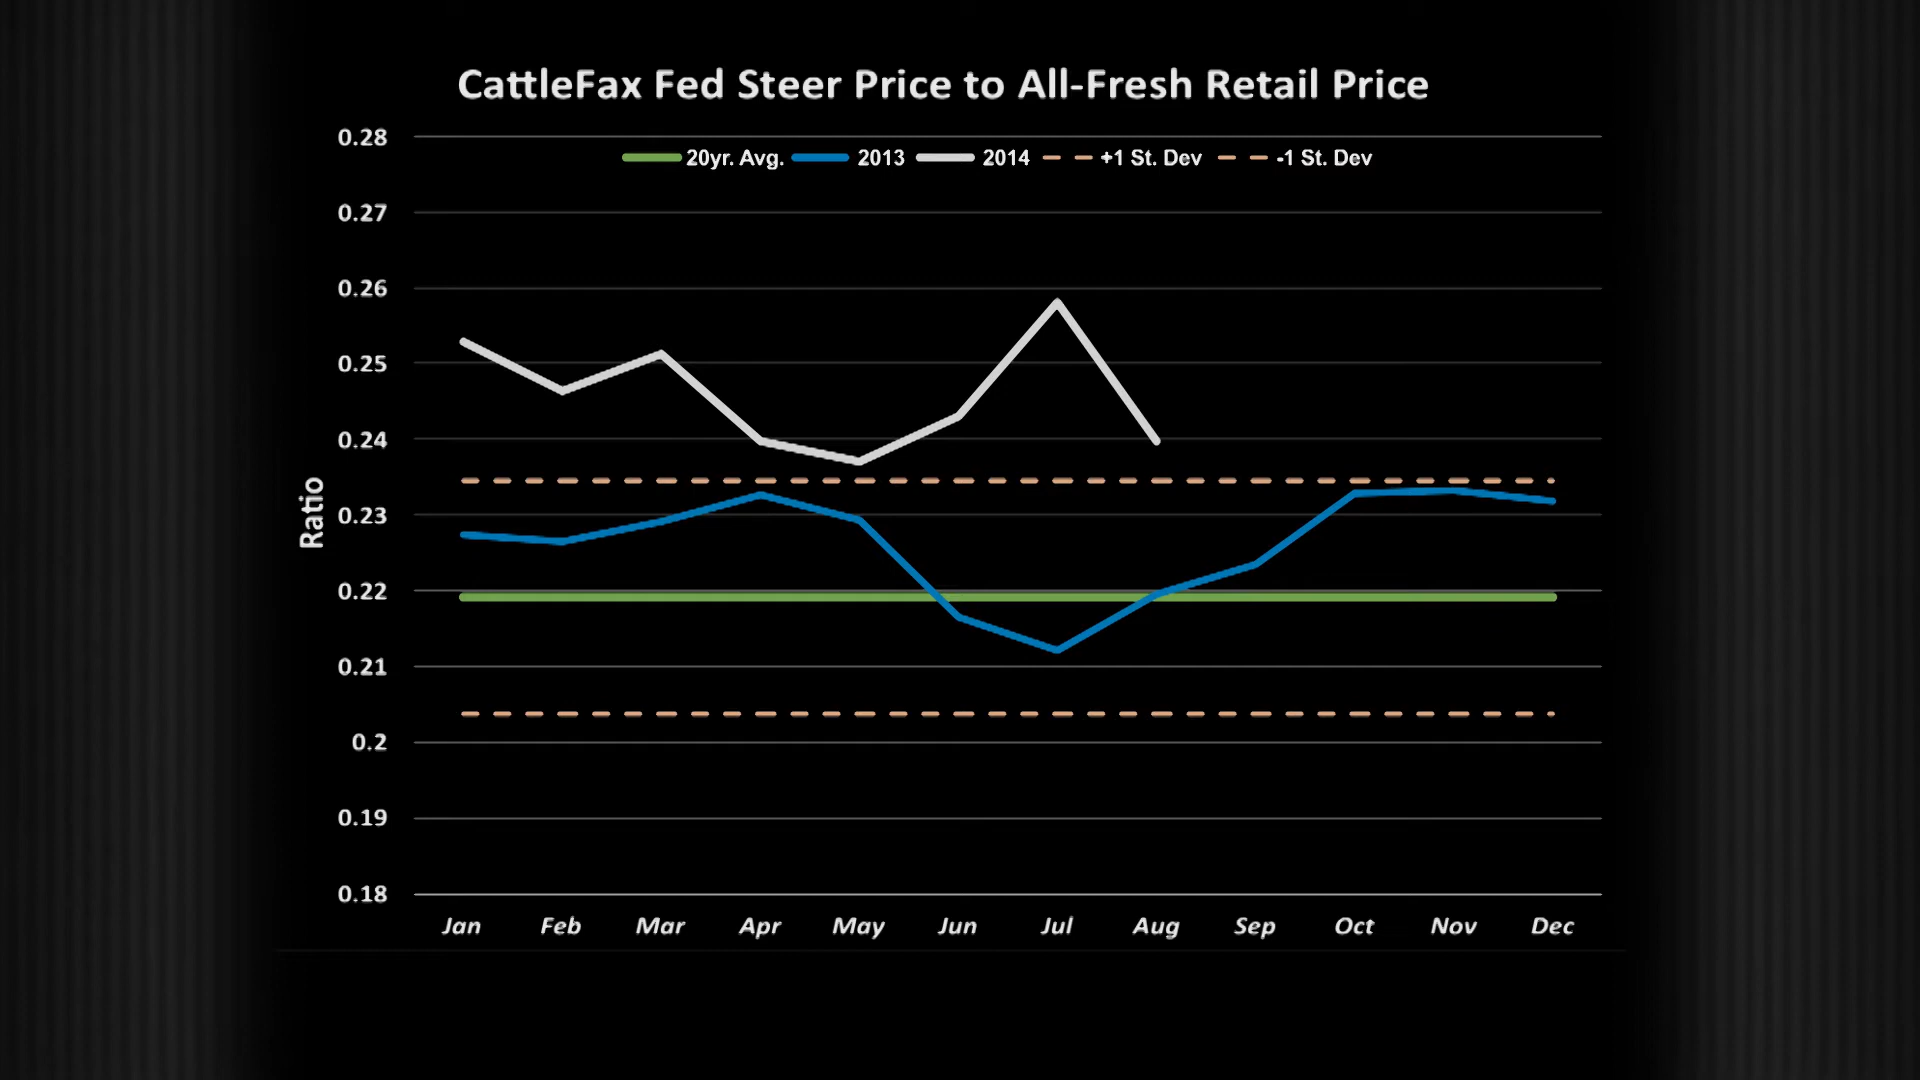 CattleFax Fed Steer Price to All-Fresh Retail Price
20yr. Avg. 2013 2014 +1 St. Dev -1 St. Dev
0.28
0.27
0.26
0.25
0.24
0.23
0.22
0.21
0.2
0.19
0.18
Ratio
Jan Feb Mar Apr May Jun Jul Aug Sep Oct Nov Dec